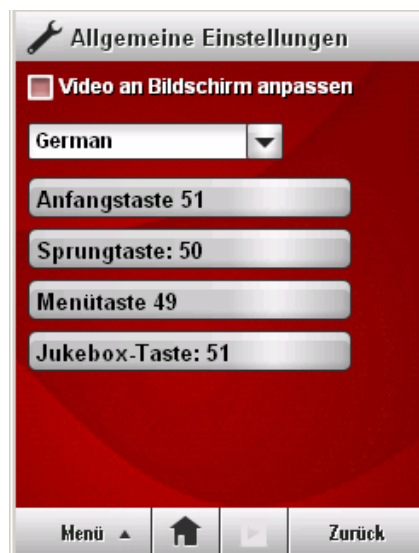 Allgemeine Einstellungen
Video an Bildschirm anpassen
German
Anfangstaste 51
Sprungtaste: 50
Menütaste 49
Jukebox-Taste: 51
Menü
Zurück